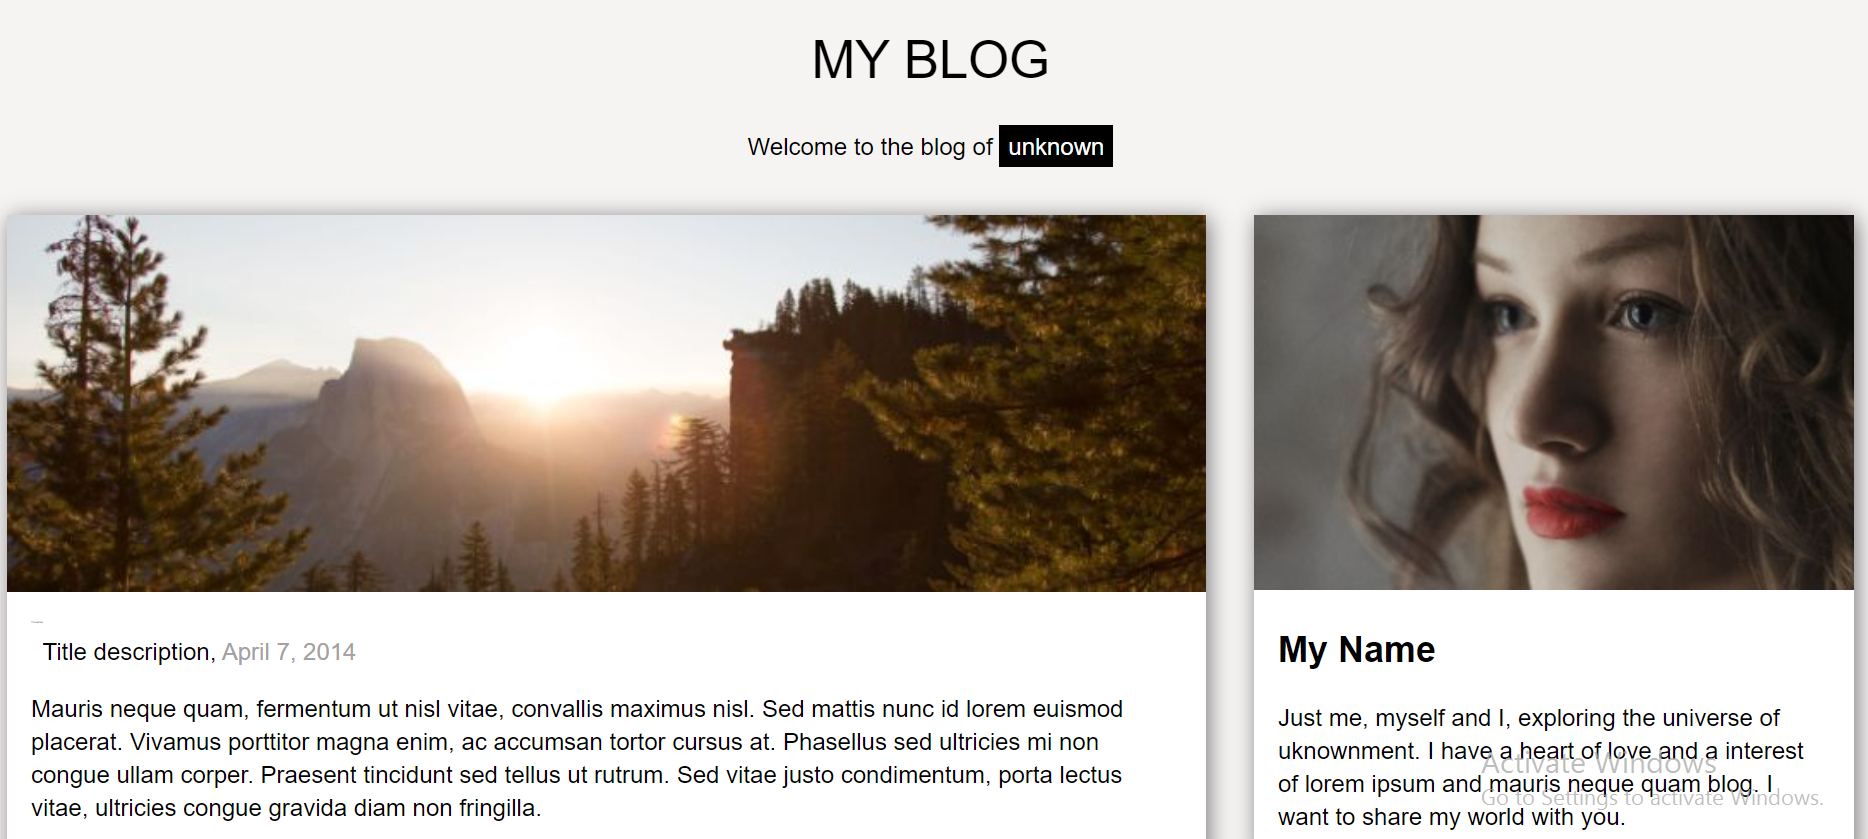 MY BLOG
Welcome to the blog of unknown
Title description, April 7, 2014
Mauris neque quam, fermentum ut nisl vitae, convallis maximus nisl. Sed mattis nunc id lorem euismod
placerat. Vivamus porttitor magna enim, ac accumsan tortor cursus at. Phasellus sed ultricies mi non
congue ullam corper. Praesent tincidunt sed tellus ut rutrum. Sed vitae justo condimentum, porta lectus
vitae, ultricies congue gravida diam non fringilla.
My Name
Just me, myself and I, exploring the universe of
uknownment. I have a heart of love and a interest
of lorem ipsum and mauris neque quam blog. I
want to share my world with you.
Activate Windows
Go to Settings to activate Windows.